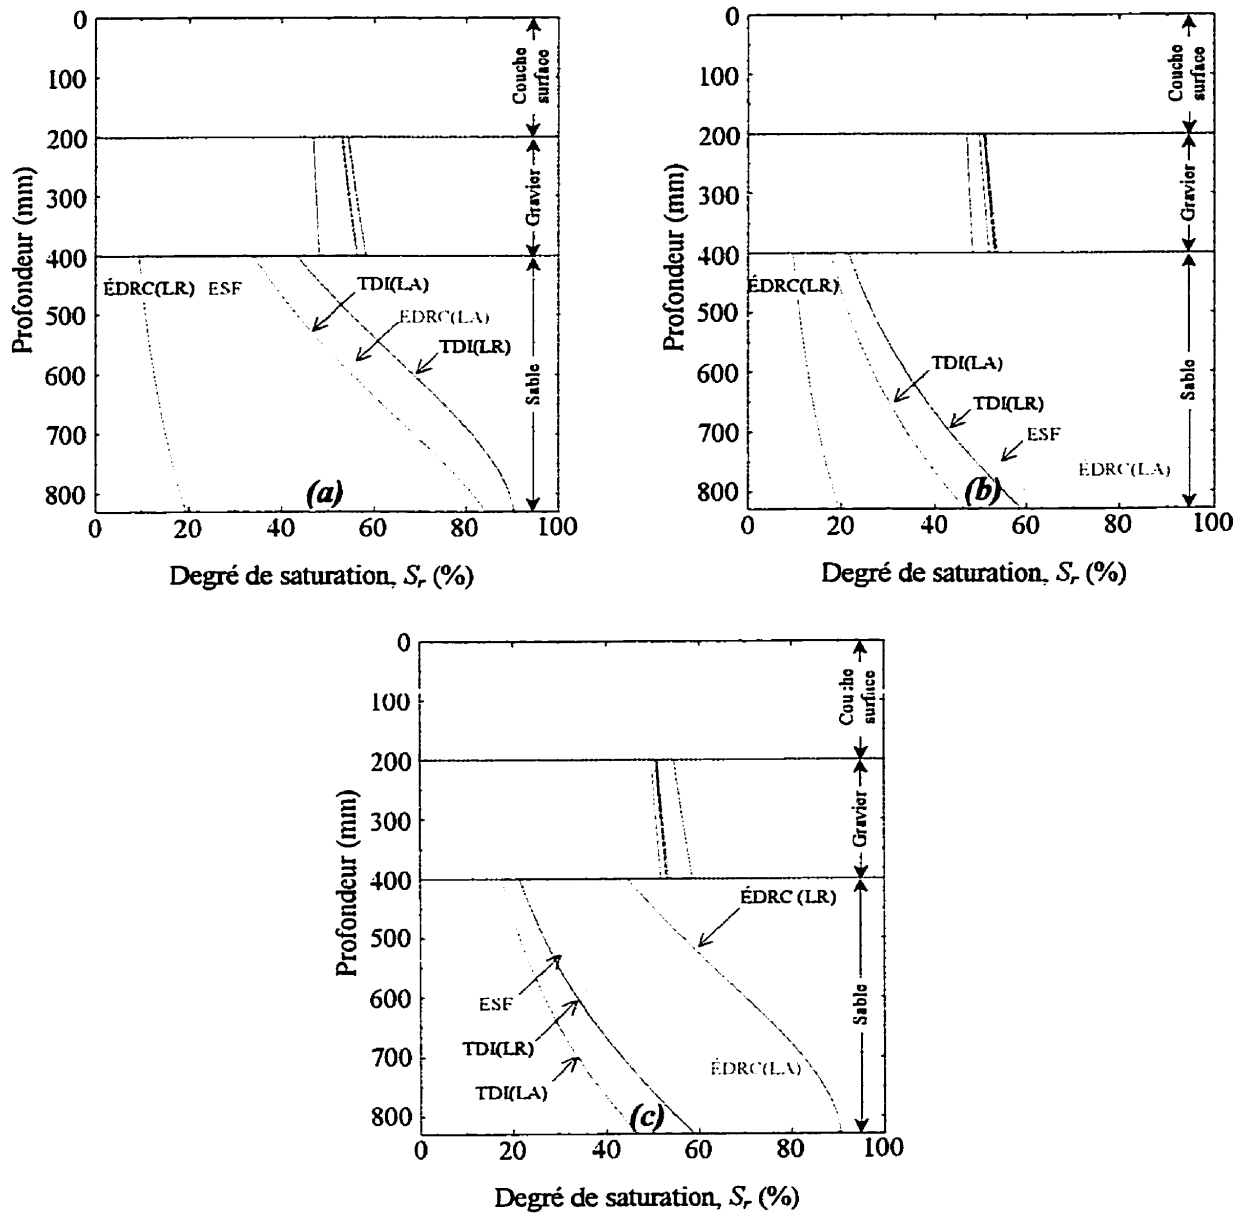 0
100
200
300
400
500
600
700
800
Profondeur (mm)
Couche surface
Gravier
Sable
ÉDRC(LR)
ESF
TDI(LA)
ÉDRC(LA)
TDI(LR)
(a)
0
20
40
60
80
100
Degré de saturation, Sr (%)
0
100
200
300
400
500
600
700
800
Profondeur (mm)
Couche surface
Gravier
Sable
ÉDRC(LR)
TDI(LA)
TDI(LR)
ESF
ÉDRC(LA)
(b)
0
20
40
60
80
100
Degré de saturation, Sr (%)
0
100
200
300
400
500
600
700
800
Profondeur (mm)
Couche surface
Gravier
Sable
ÉDRC (LR)
ESF
TDI(LR)
TDI(LA)
ÉDRC(LA)
(c)
0
20
40
60
80
100
Degré de saturation, Sr (%)